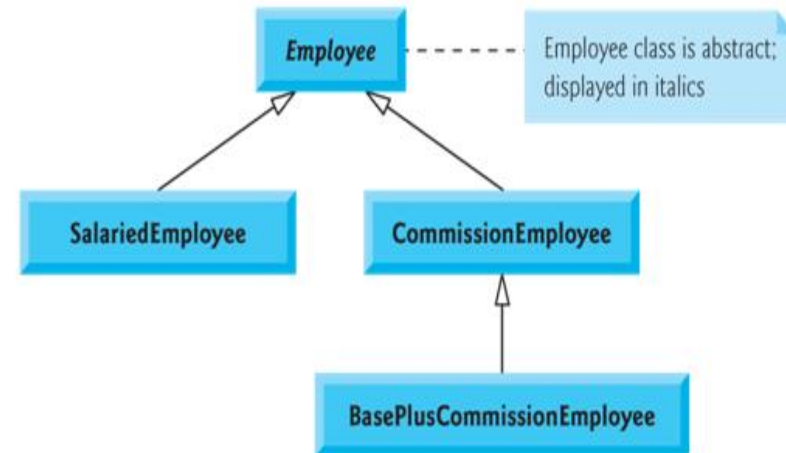 Employee
Employee class is abstract;
displayed in italics
SalariedEmployee
CommissionEmployee
BasePlusCommissionEmployee